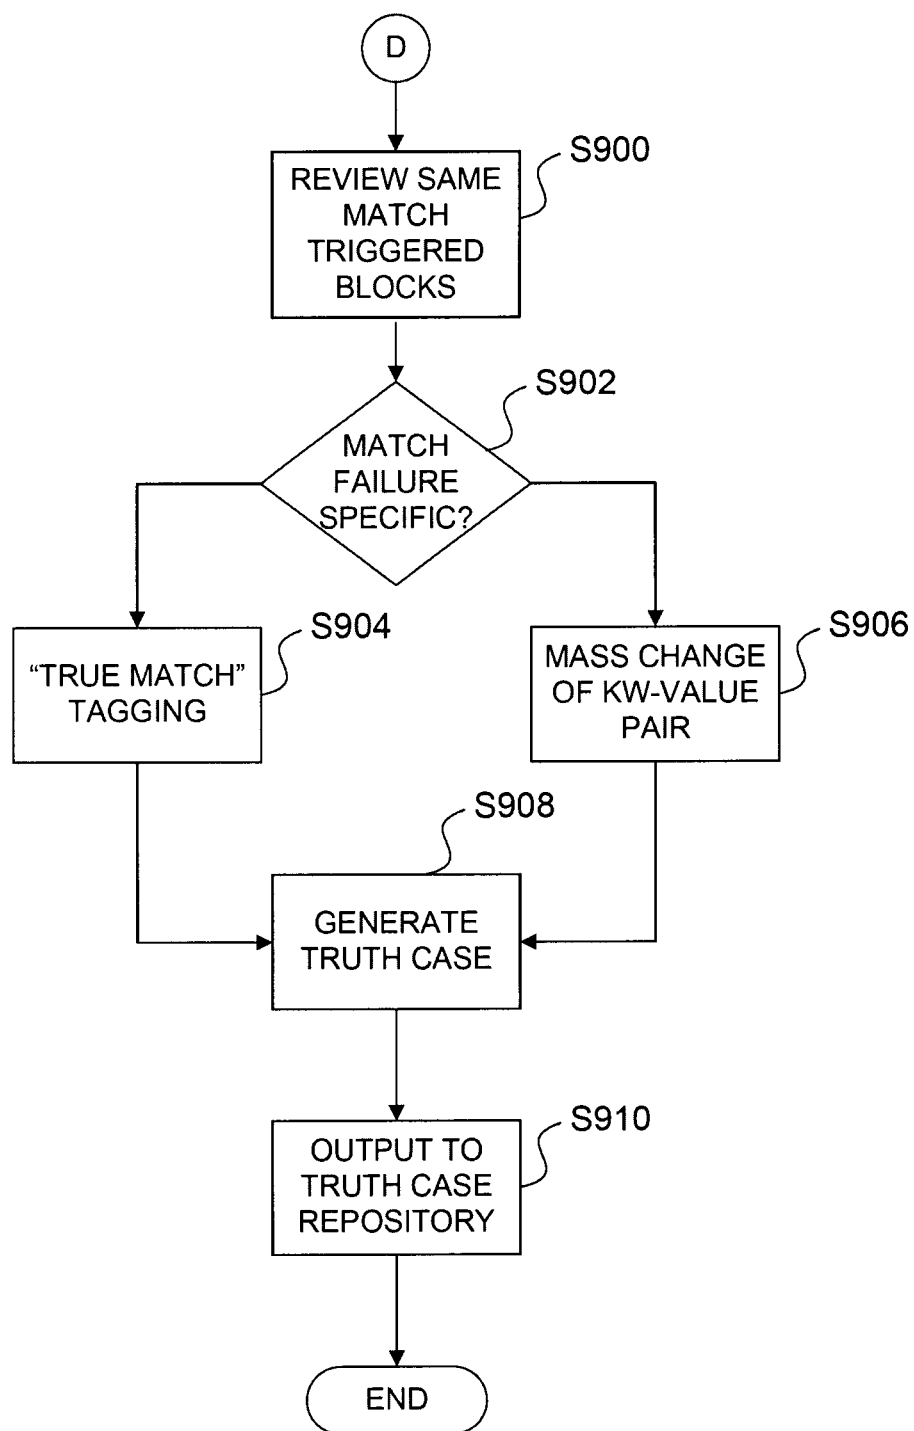 D
S900
REVIEW SAME
MATCH
TRIGGERED
BLOCKS
S902
MATCH
FAILURE
SPECIFIC?
S904
“TRUE MATCH”
TAGGING
S906
MASS CHANGE
OF KW-VALUE
PAIR
S908
GENERATE
TRUTH CASE
S910
OUTPUT TO
TRUTH CASE
REPOSITORY
END